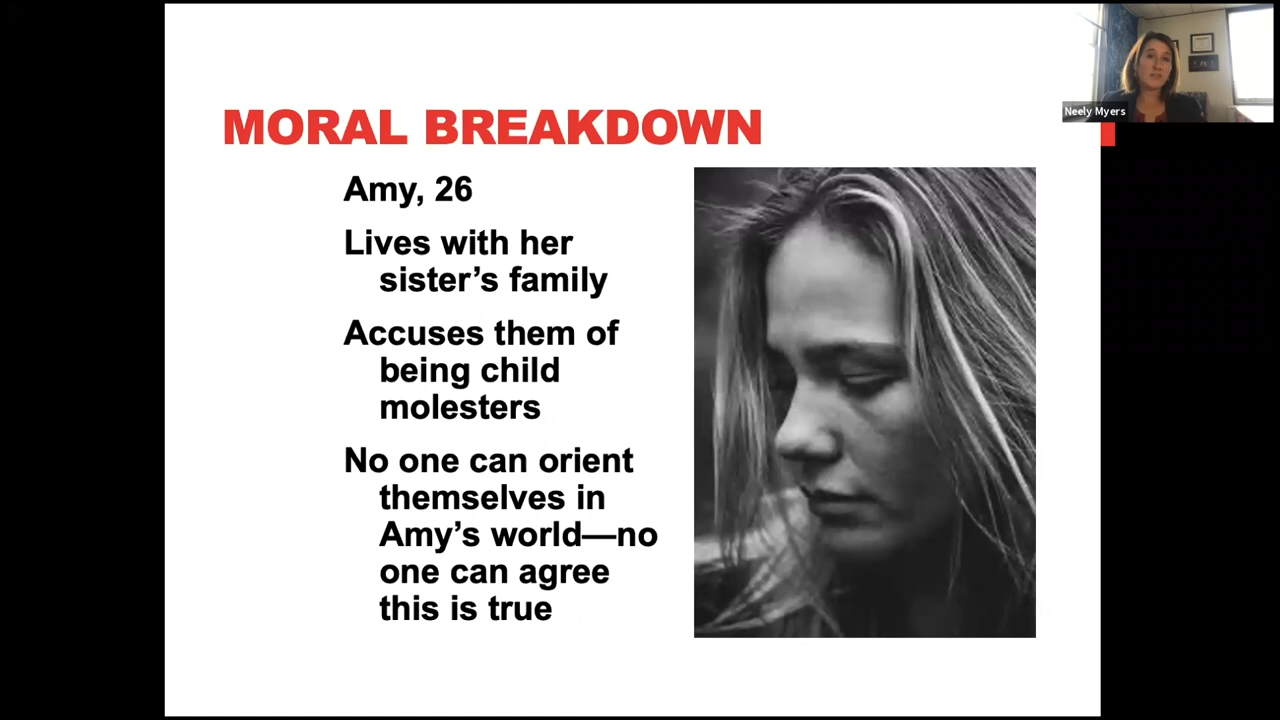 Neely Myers
MORAL BREAKDOWN
Amy, 26
Lives with her
sister’s family
Accuses them of
being child
molesters
No one can orient
themselves in
Amy’s world—no
one can agree
this is true